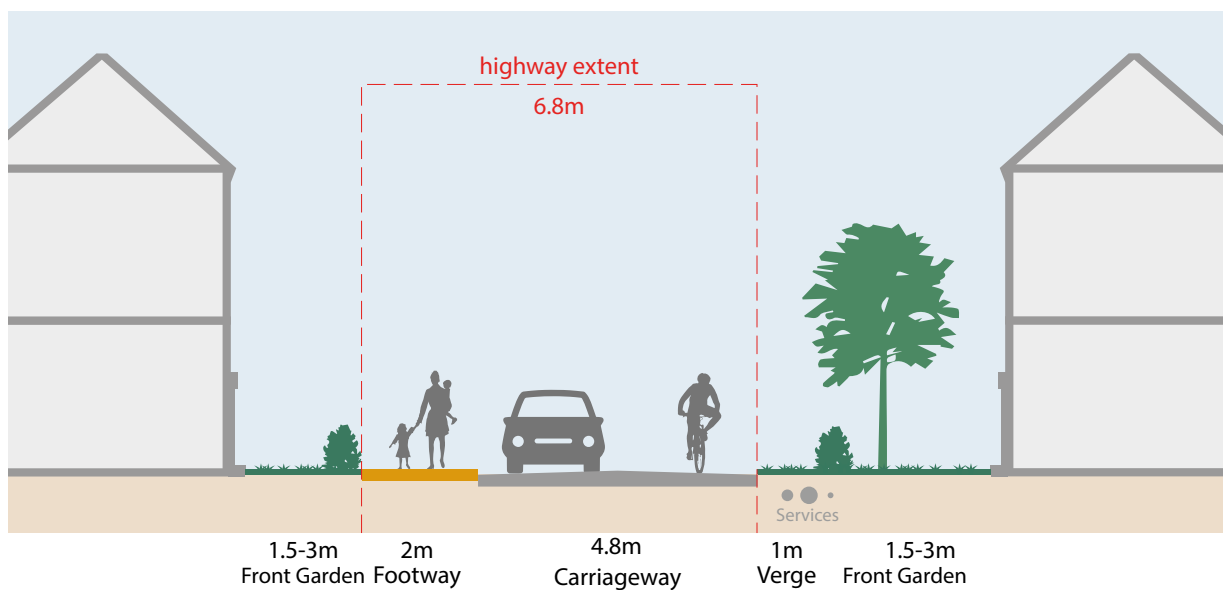 highway extent
6.8m
Services
1.5-3m
Front Garden
2m
Footway
4.8m
Carriageway
1m
Verge
1.5-3m
Front Garden